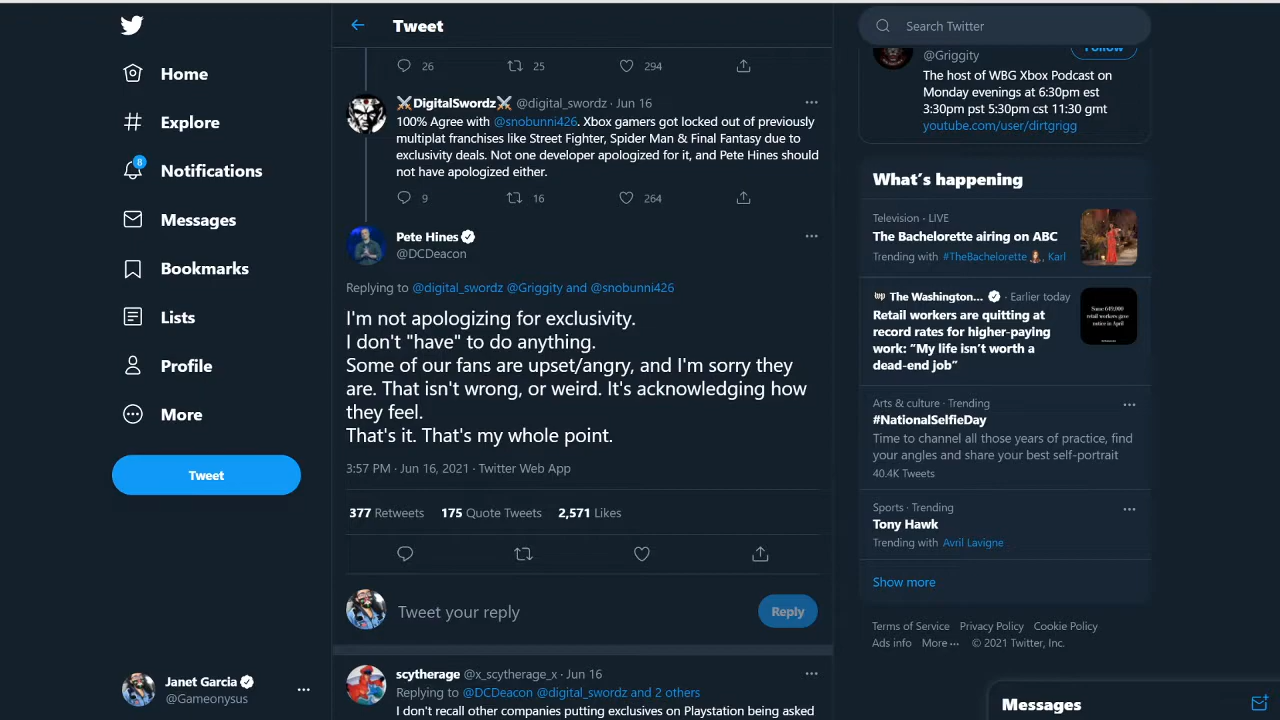 Home
Explore
8
Notifications
Messages
Bookmarks
Lists
Profile
More
Tweet
Janet Garcia
@Gameonysus
Tweet
26 25 294
⚔DigitalSwordz⚔ @digital_swordz · Jun 16
100% Agree with @snobunni426. Xbox gamers got locked out of previously
multiplat franchises like Street Fighter, Spider Man & Final Fantasy due to
exclusivity deals. Not one developer apologized for it, and Pete Hines should
not have apologized either.
9 16 264
Pete Hines
@DCDeacon
Replying to @digital_swordz @Griggity and @snobunni426
I'm not apologizing for exclusivity.
I don't "have" to do anything.
Some of our fans are upset/angry, and I'm sorry they
are. That isn't wrong, or weird. It's acknowledging how
they feel.
That's it. That's my whole point.
3:57 PM · Jun 16, 2021 · Twitter Web App
377 Retweets 175 Quote Tweets 2,571 Likes
Tweet your reply
Reply
scytherage @x_scytherage_x · Jun 16
Replying to @DCDeacon @digital_swordz and 2 others
I don't recall other companies putting exclusives on Playstation being asked
Search Twitter
@Griggity
Follow
The host of WBG Xbox Podcast on
Monday evenings at 6:30pm est
3:30pm pst 5:30pm cst 11:30 gmt
youtube.com/user/dirtgrigg
What's happening
Television · LIVE
The Bachelorette airing on ABC
Trending with #TheBachelorette, Karl
The Washington... · Earlier today
Retail workers are quitting at
record rates for higher-paying
work: “My life isn’t worth a
dead-end job”
Some 649,000
retail workers gave
notice in April
Arts & culture · Trending
#NationalSelfieDay
Time to channel all those years of practice, find
your angles and share your best self-portrait
40.4K Tweets
Sports · Trending
Tony Hawk
Trending with Avril Lavigne
Show more
Terms of Service Privacy Policy Cookie Policy
Ads info More ··· © 2021 Twitter, Inc.
Messages